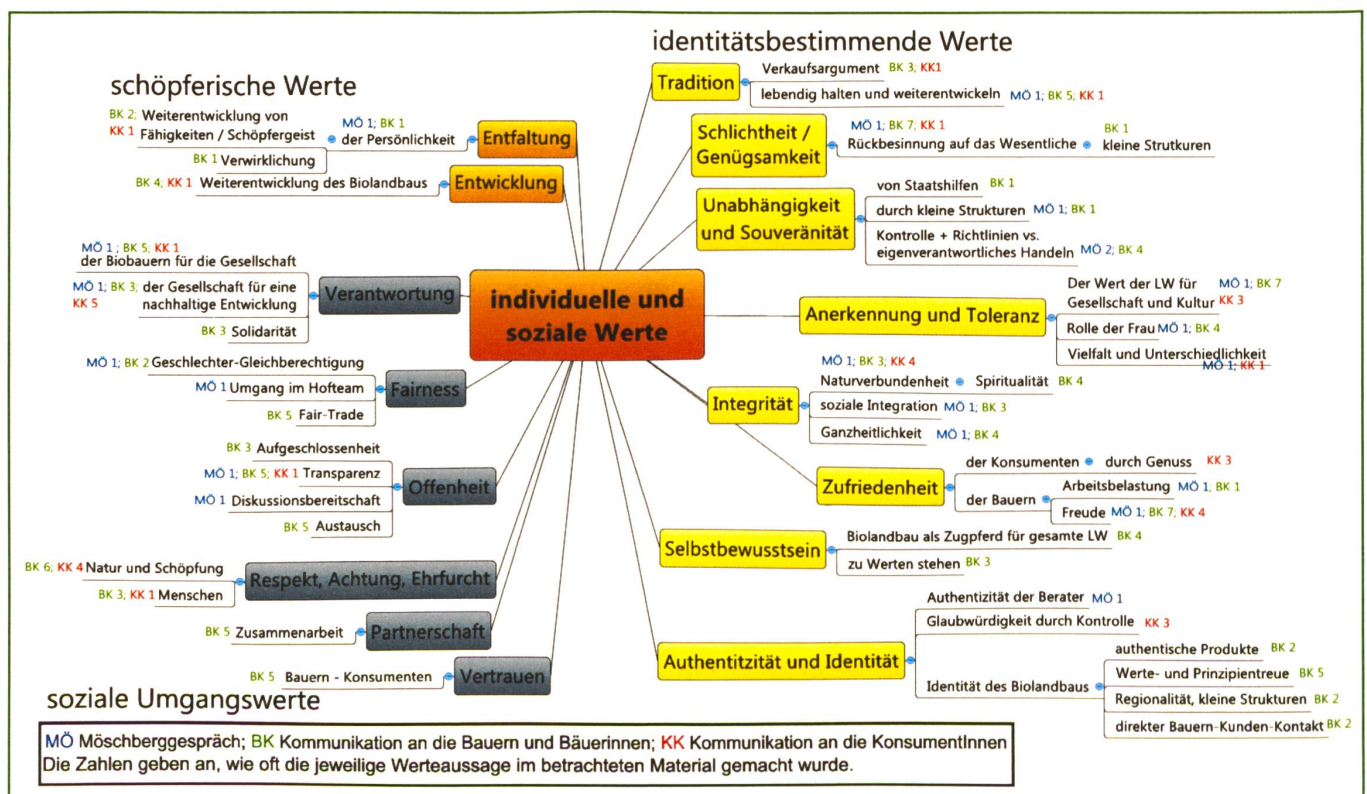 identitätsbestimmende Werte
Tradition
Verkaufsargument BK 3; KK1
lebendig halten und weiterentwickeln MÖ 1; BK 5, KK 1
Schlichtheit /
Genügsamkeit
MÖ 1; BK 7; KK 1
Rückbesinnung auf das Wesentliche
BK 1
kleine Strutkuren
Unabhängigkeit
und Souveränität
von Staatshilfen BK 1
durch kleine Strukturen MÖ 1; BK 1
Kontrolle + Richtlinien vs.
eigenverantwortliches Handeln MÖ 2; BK 4
Anerkennung und Toleranz
Der Wert der LW für MÖ 1; BK 7
Gesellschaft und Kultur KK 3
Rolle der Frau MÖ 1; BK 4
Vielfalt und Unterschiedlichkeit
MÖ 1; KK 1
Integrität
MÖ 1; BK 3; KK 4
Naturverbundenheit Spiritualität BK 4
soziale Integration MÖ 1; BK 3
Ganzheitlichkeit MÖ 1; BK 4
Zufriedenheit
der Konsumenten durch Genuss KK 3
der Bauern
Arbeitsbelastung MÖ 1; BK 1
Freude MÖ 1; BK 7; KK 4
Selbstbewusstsein
Biolandbau als Zugpferd für gesamte LW BK 4
zu Werten stehen BK 3
Authentitzität und Identität
Authentizität der Berater MÖ 1
Glaubwürdigkeit durch Kontrolle KK 3
Identität des Biolandbaus
authentische Produkte BK 2
Werte- und Prinzipientreue BK 5
Regionalität, kleine Strukturen BK 2
direkter Bauern-Kunden-Kontakt BK 2
individuelle und
soziale Werte
schöpferische Werte
BK 2; Weiterentwicklung von
KK 1 Fähigkeiten / Schöpfergeist
BK 1 Verwirklichung
MÖ 1; BK 1
der Persönlichkeit
Entfaltung
BK 4; KK 1 Weiterentwicklung des Biolandbaus
Entwicklung
MÖ 1 ; BK 5; KK 1
der Biobauern für die Gesellschaft
MÖ 1; BK 3; der Gesellschaft für eine
KK 5 nachhaltige Entwicklung
BK 3 Solidarität
Verantwortung
MÖ 1; BK 2 Geschlechter-Gleichberechtigung
MÖ 1 Umgang im Hofteam
BK 5 Fair-Trade
Fairness
BK 3 Aufgeschlossenheit
MÖ 1; BK 5; KK 1 Transparenz
MÖ 1 Diskussionsbereitschaft
BK 5 Austausch
Offenheit
BK 6; KK 4 Natur und Schöpfung
BK 3; KK 1 Menschen
Respekt, Achtung, Ehrfurcht
BK 5 Zusammenarbeit
Partnerschaft
BK 5 Bauern - Konsumenten
Vertrauen
soziale Umgangswerte
MÖ Möschberggespräch; BK Kommunikation an die Bauern und Bäuerinnen; KK Kommunikation an die KonsumentInnen
Die Zahlen geben an, wie oft die jeweilige Werteaussage im betrachteten Material gemacht wurde.